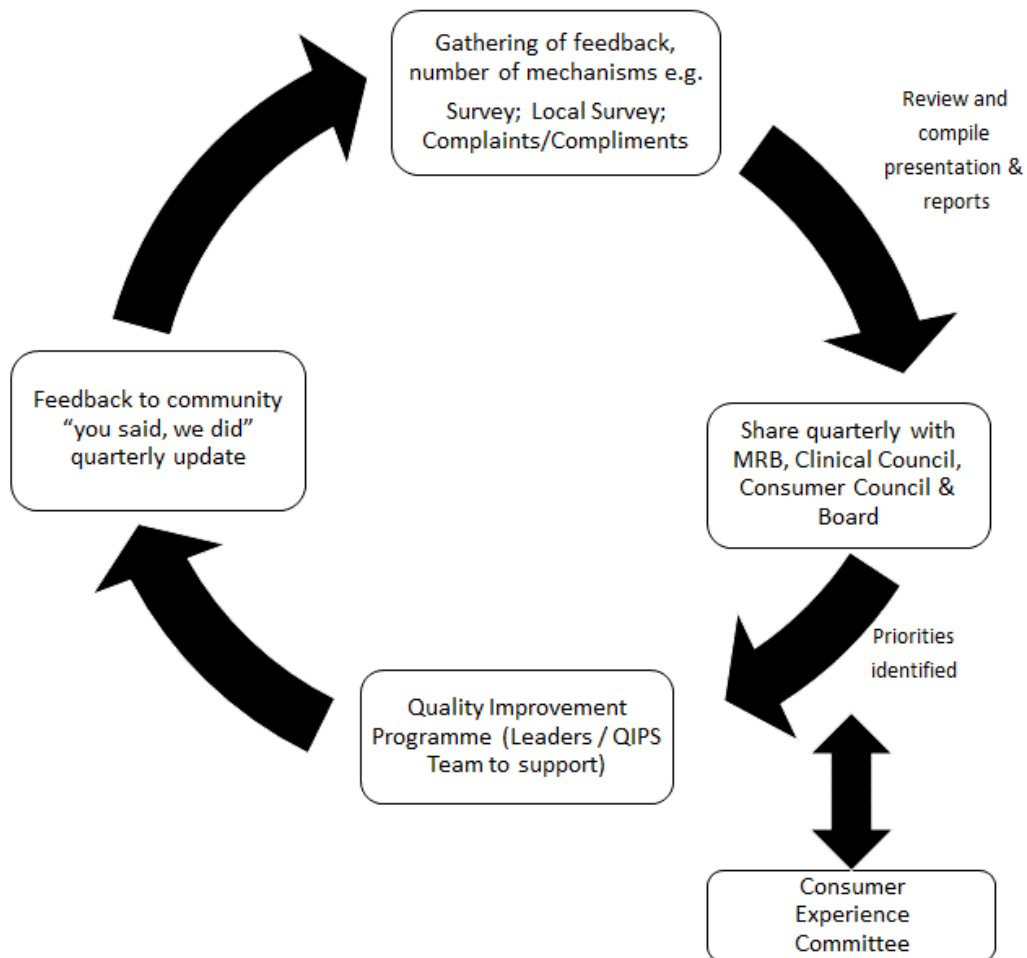 Gathering of feedback,
number of mechanisms e.g.
Survey; Local Survey;
Complaints/Compliments
Review and
compile
presentation &
reports
Share quarterly with
MRB, Clinical Council,
Consumer Council &
Board
Priorities
identified
Consumer
Experience
Committee
Quality Improvement
Programme (Leaders / QIPS
Team to support)
Feedback to community
“you said, we did”
quarterly update